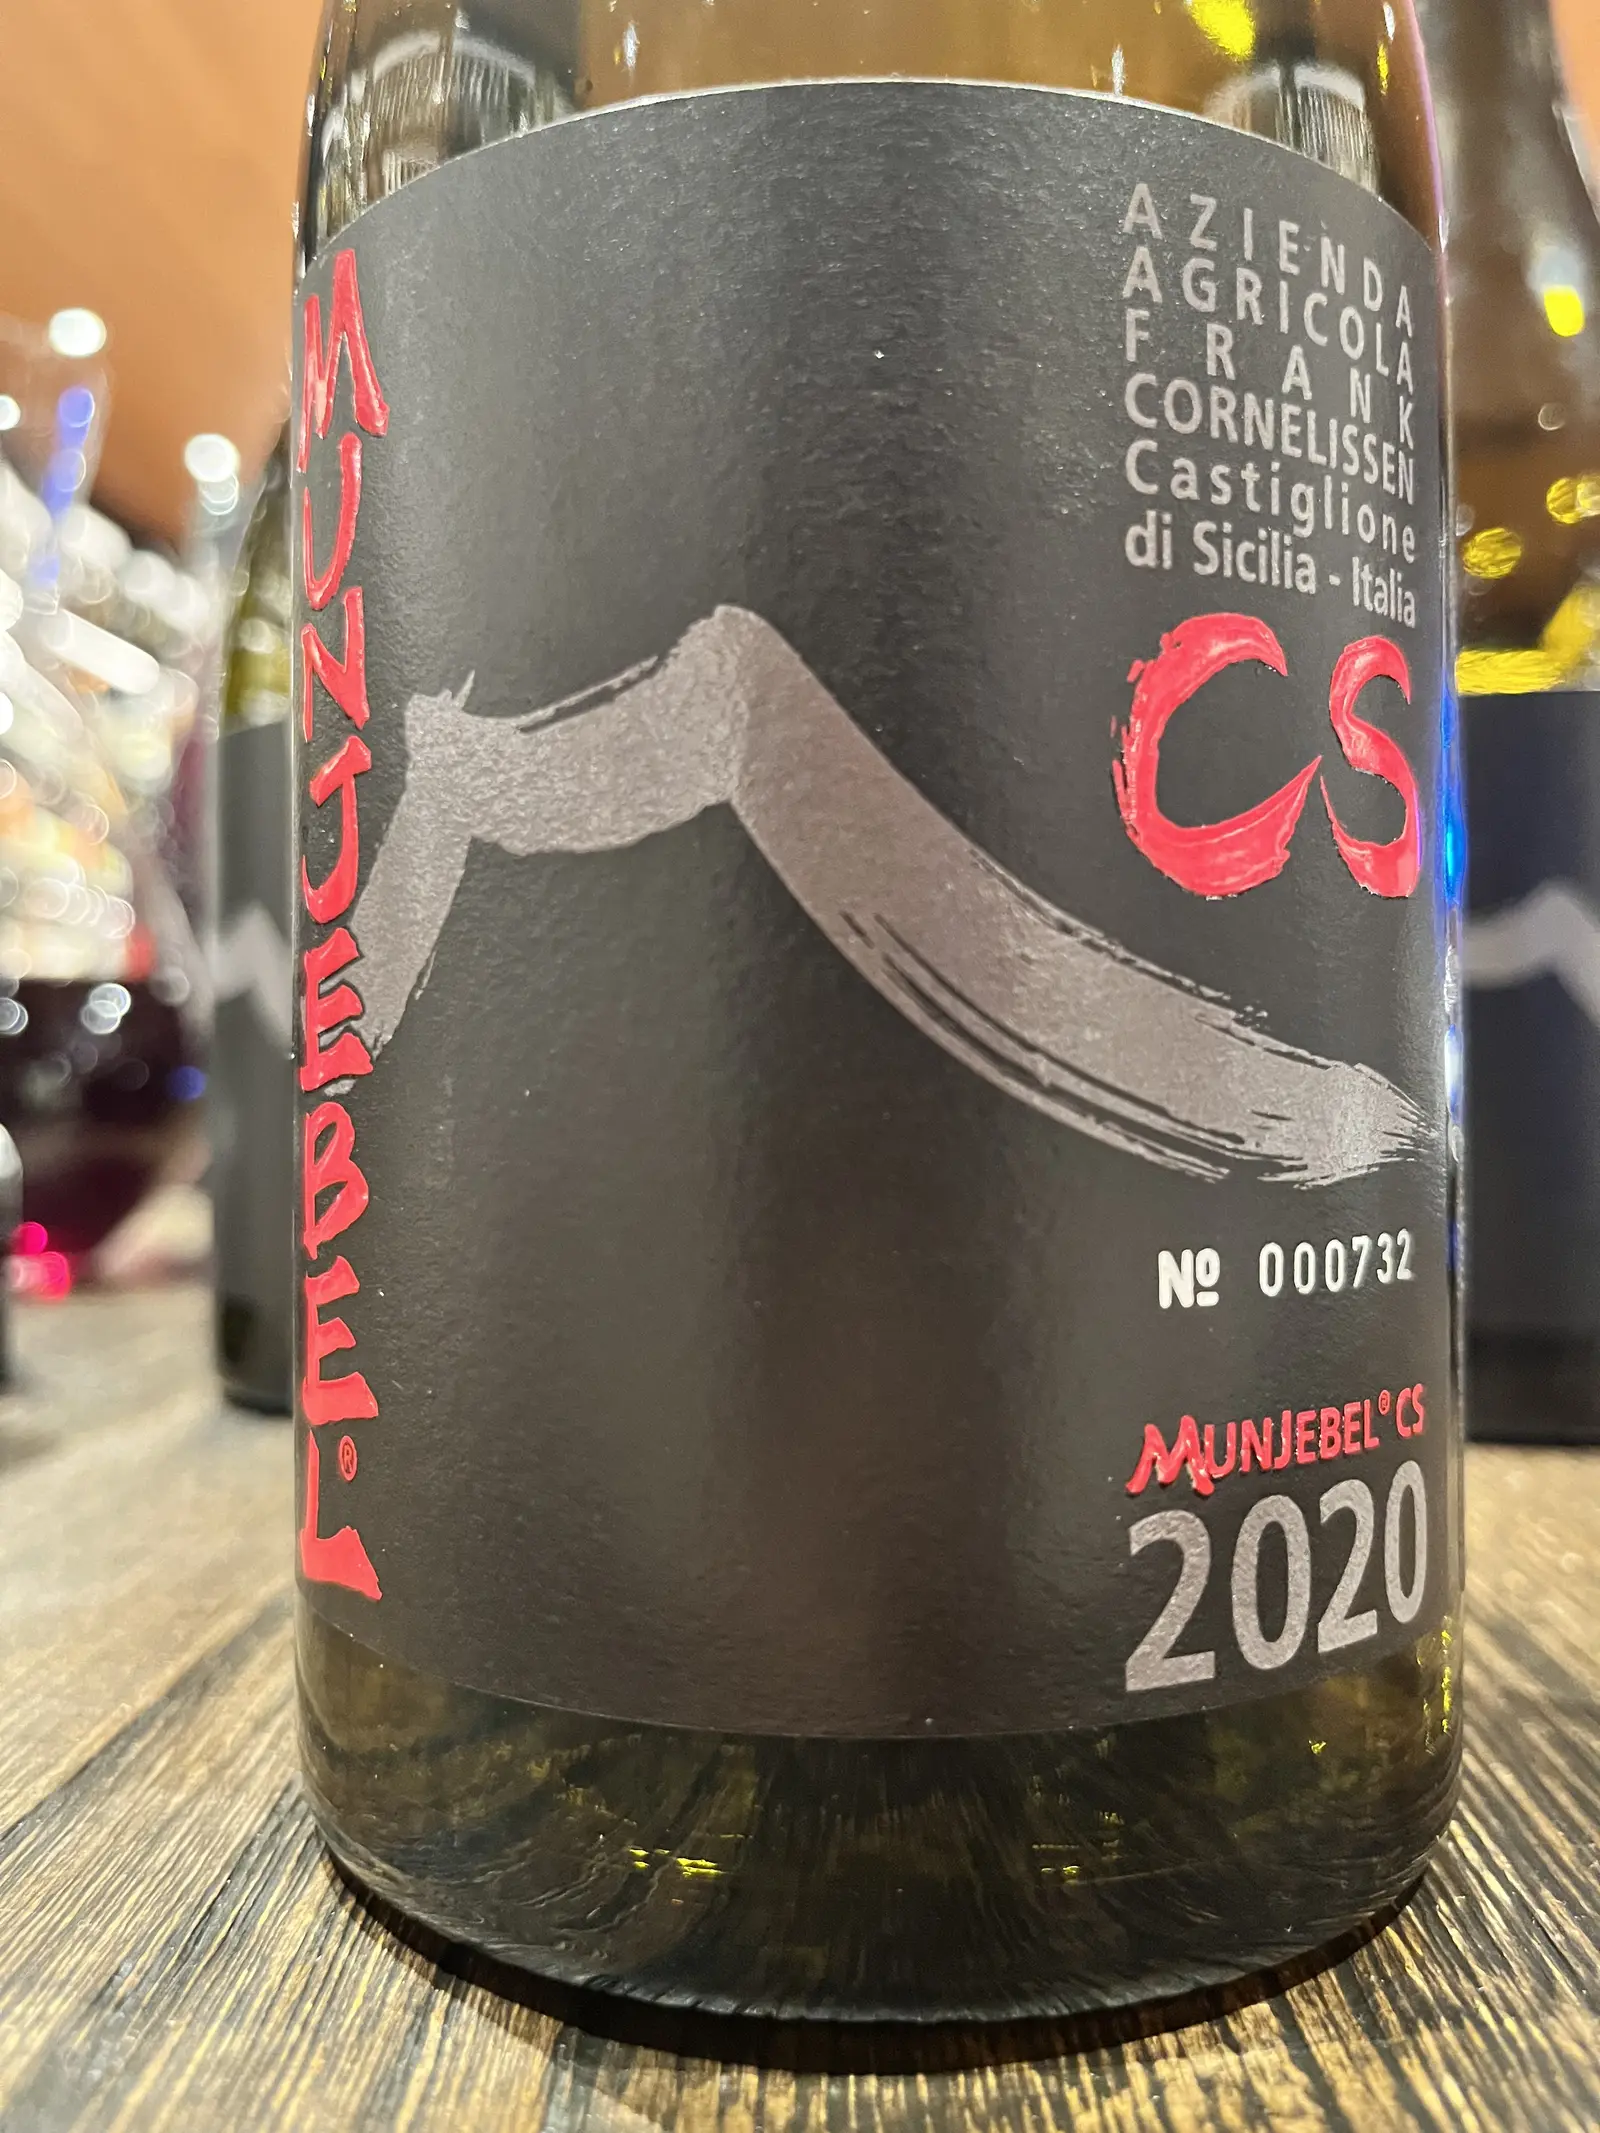 MUNJEBEL®
AZIENDA
AGRICOLA
FRANK
CORNELISSEN
Castiglione
di Sicilia - Italia
CS
Nº 000732
MUNJEBEL® CS
2020